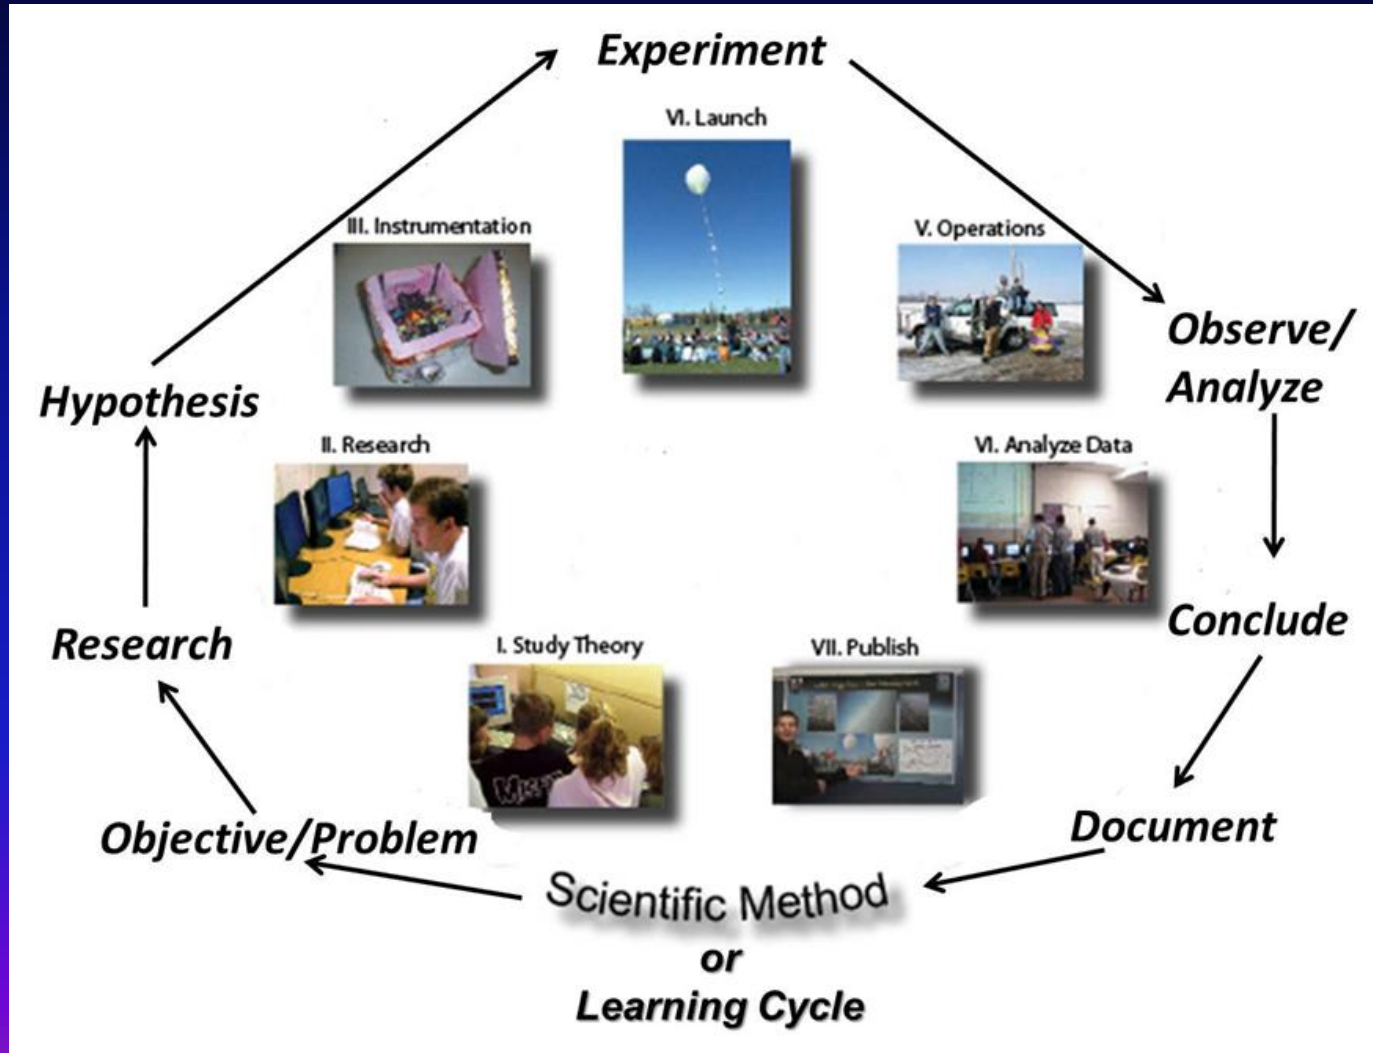 Experiment
VI. Launch
III. Instrumentation
V. Operations
Observe/
Analyze
Hypothesis
II. Research
VI. Analyze Data
Research
Conclude
I. Study Theory
VII. Publish
Objective/Problem
Document
Scientific Method
or
Learning Cycle